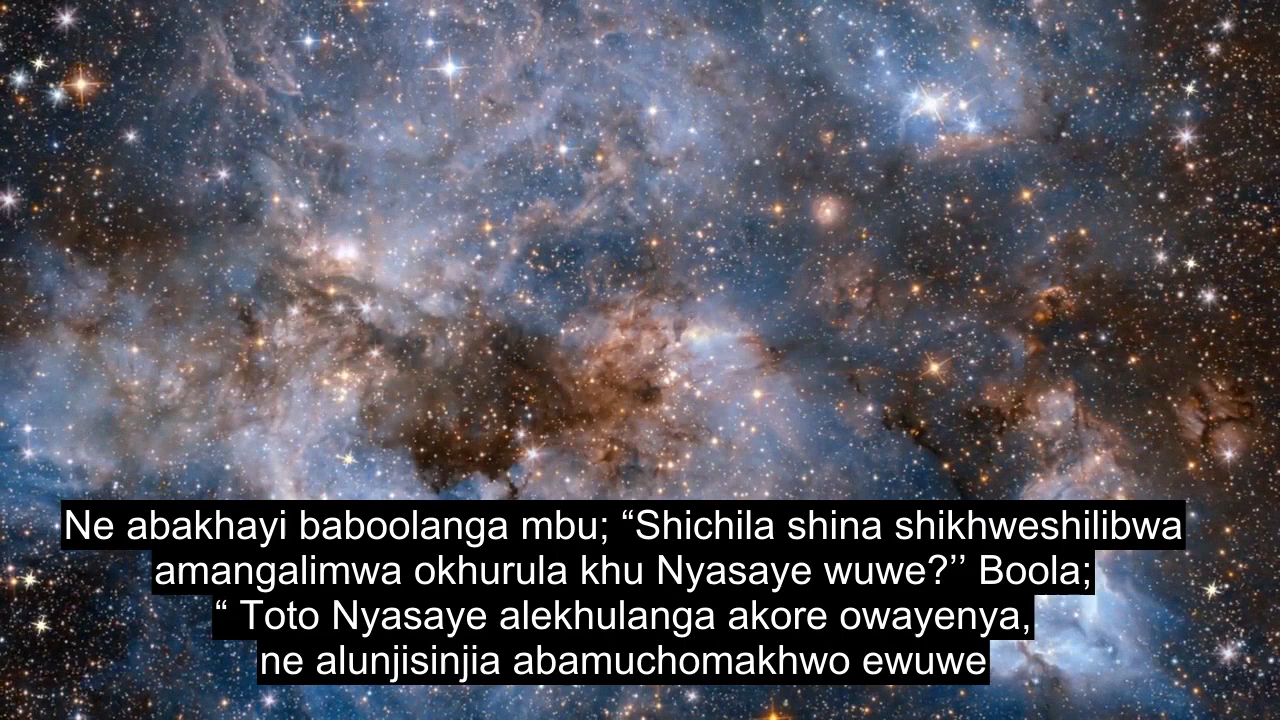 Ne abakhayi baboolanga mbu; “Shichila shina shikhweshilibwa
amangalimwa okhurula khu Nyasaye wuwe?’’ Boola;
“ Toto Nyasaye alekhulanga akore owayenya,
ne alunjisinjia abamuchomakhwo ewuwe